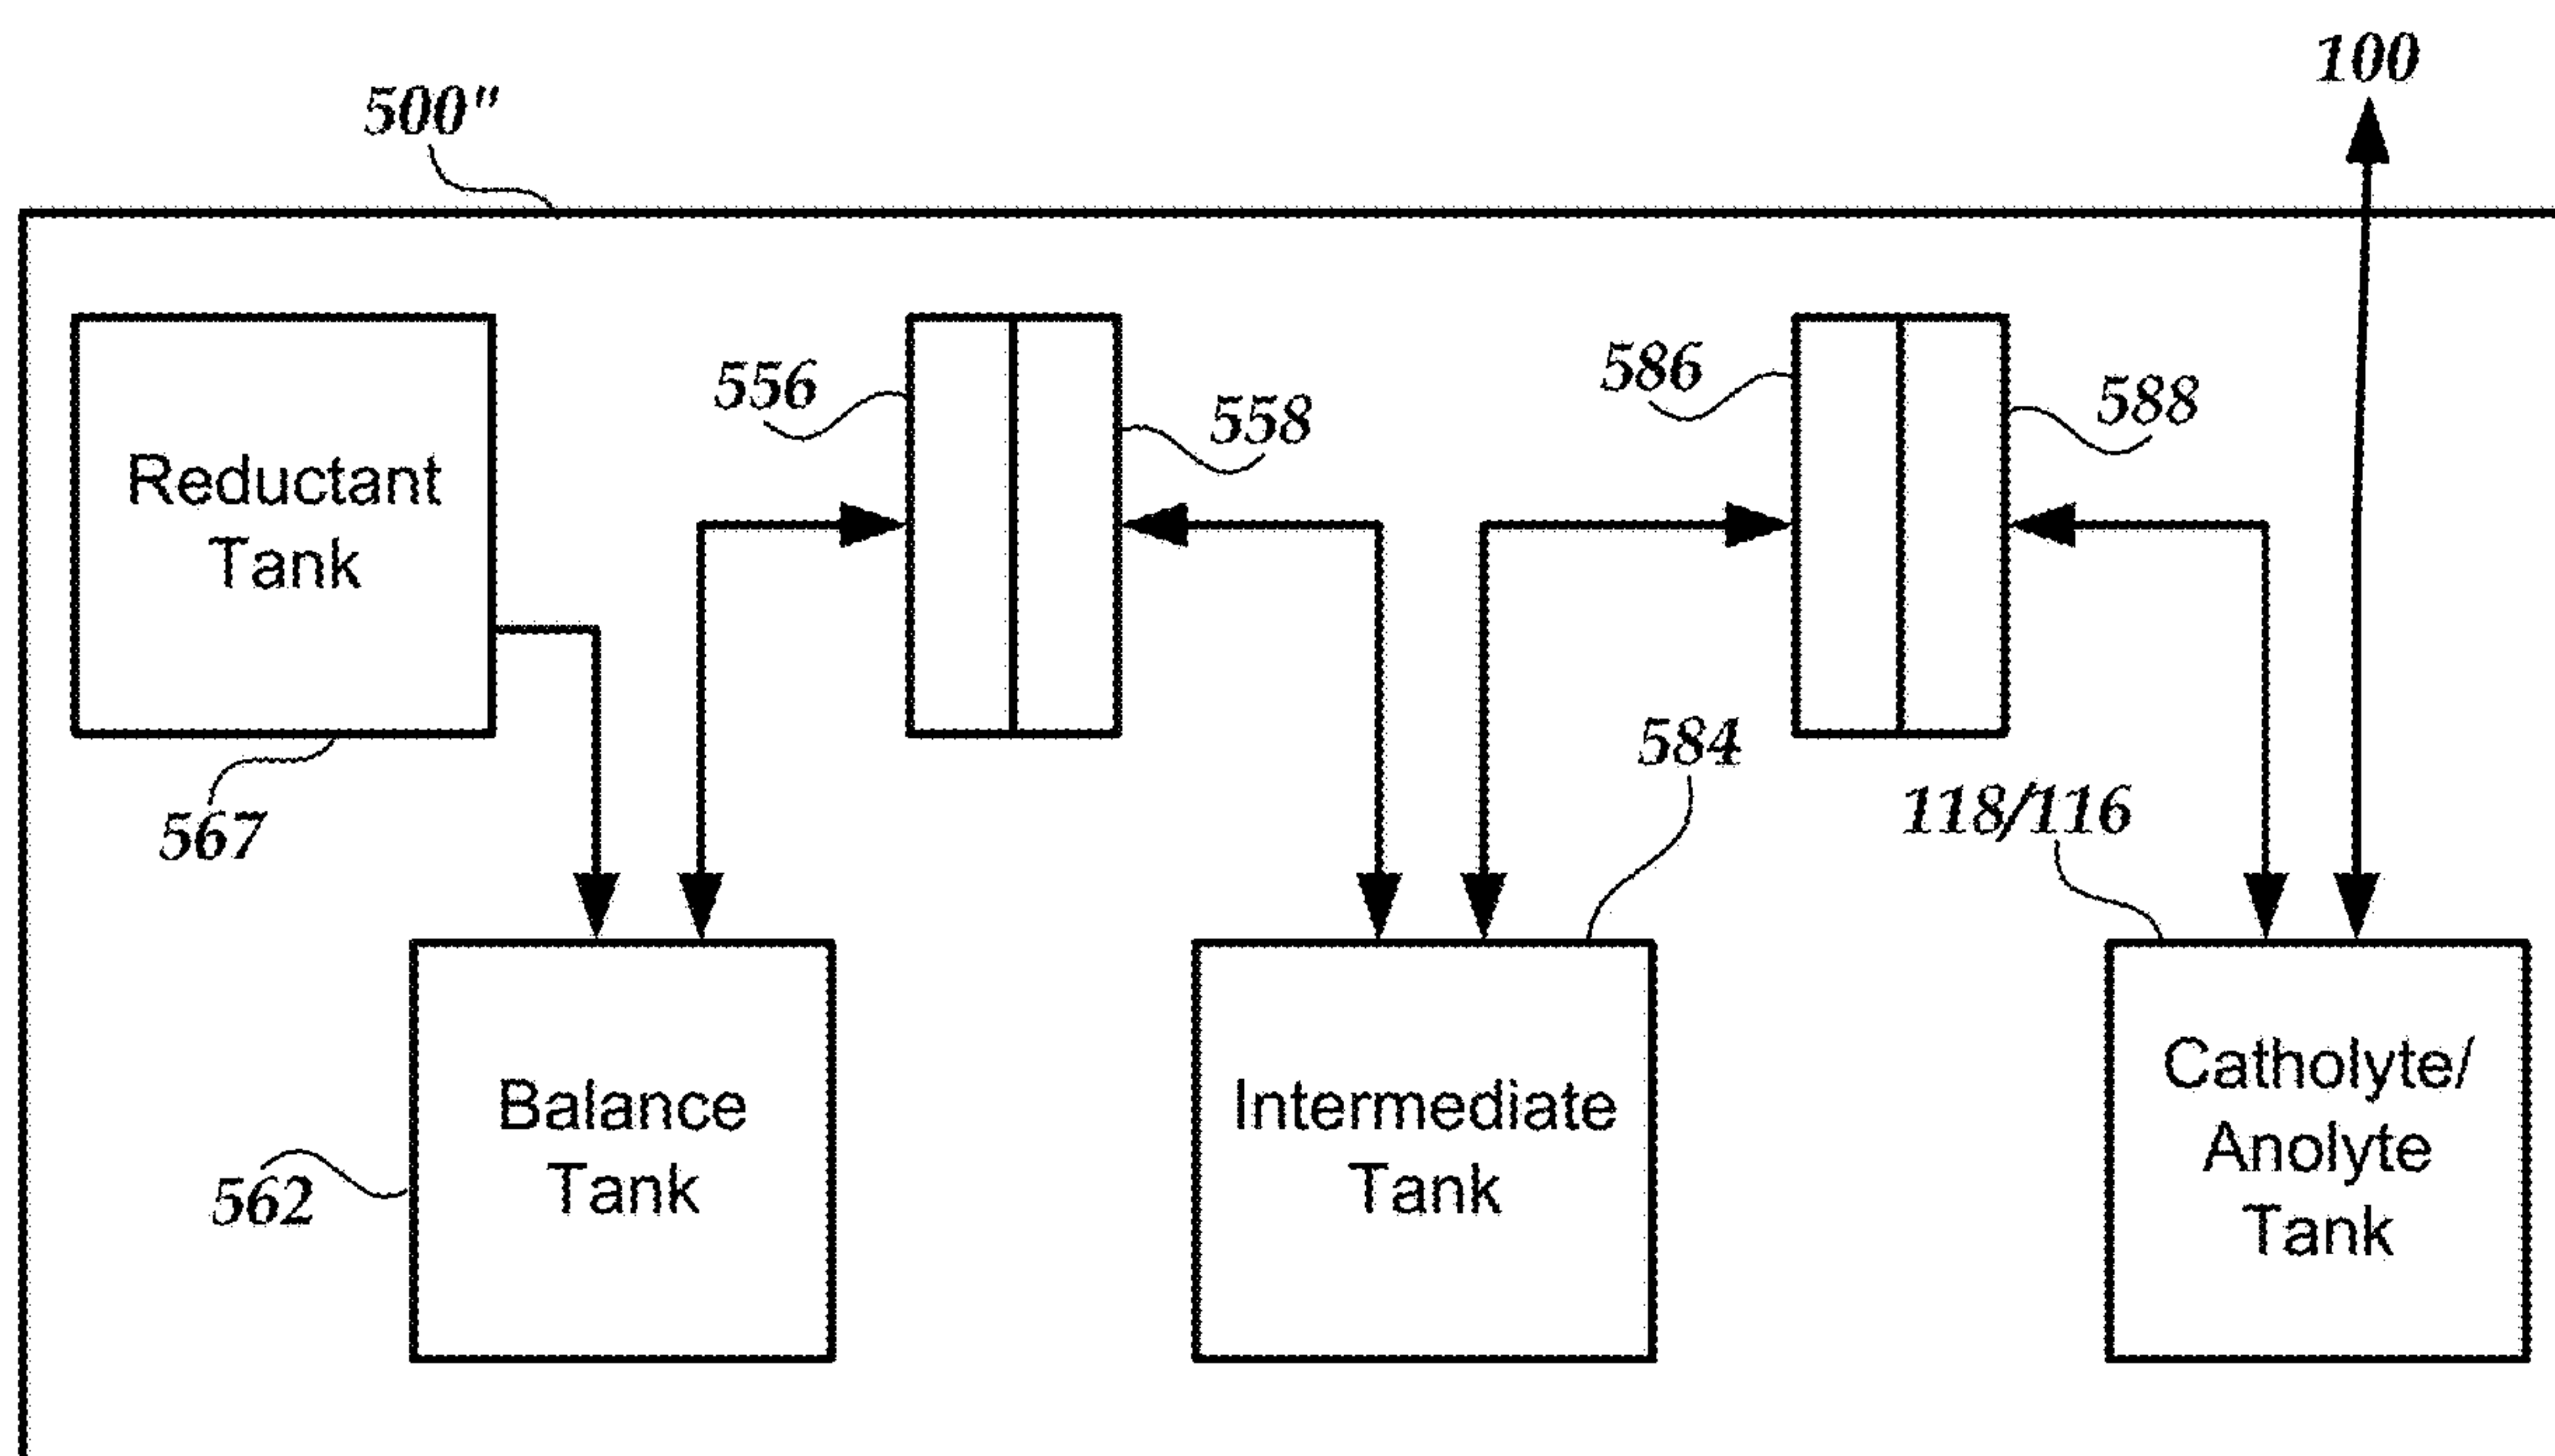 100
500"
556
586
558
588
Reductant
Tank
584
118/116
567
Catholyte/
Balance
Intermediate
Anolyte
Tank
Tank
Tank
562